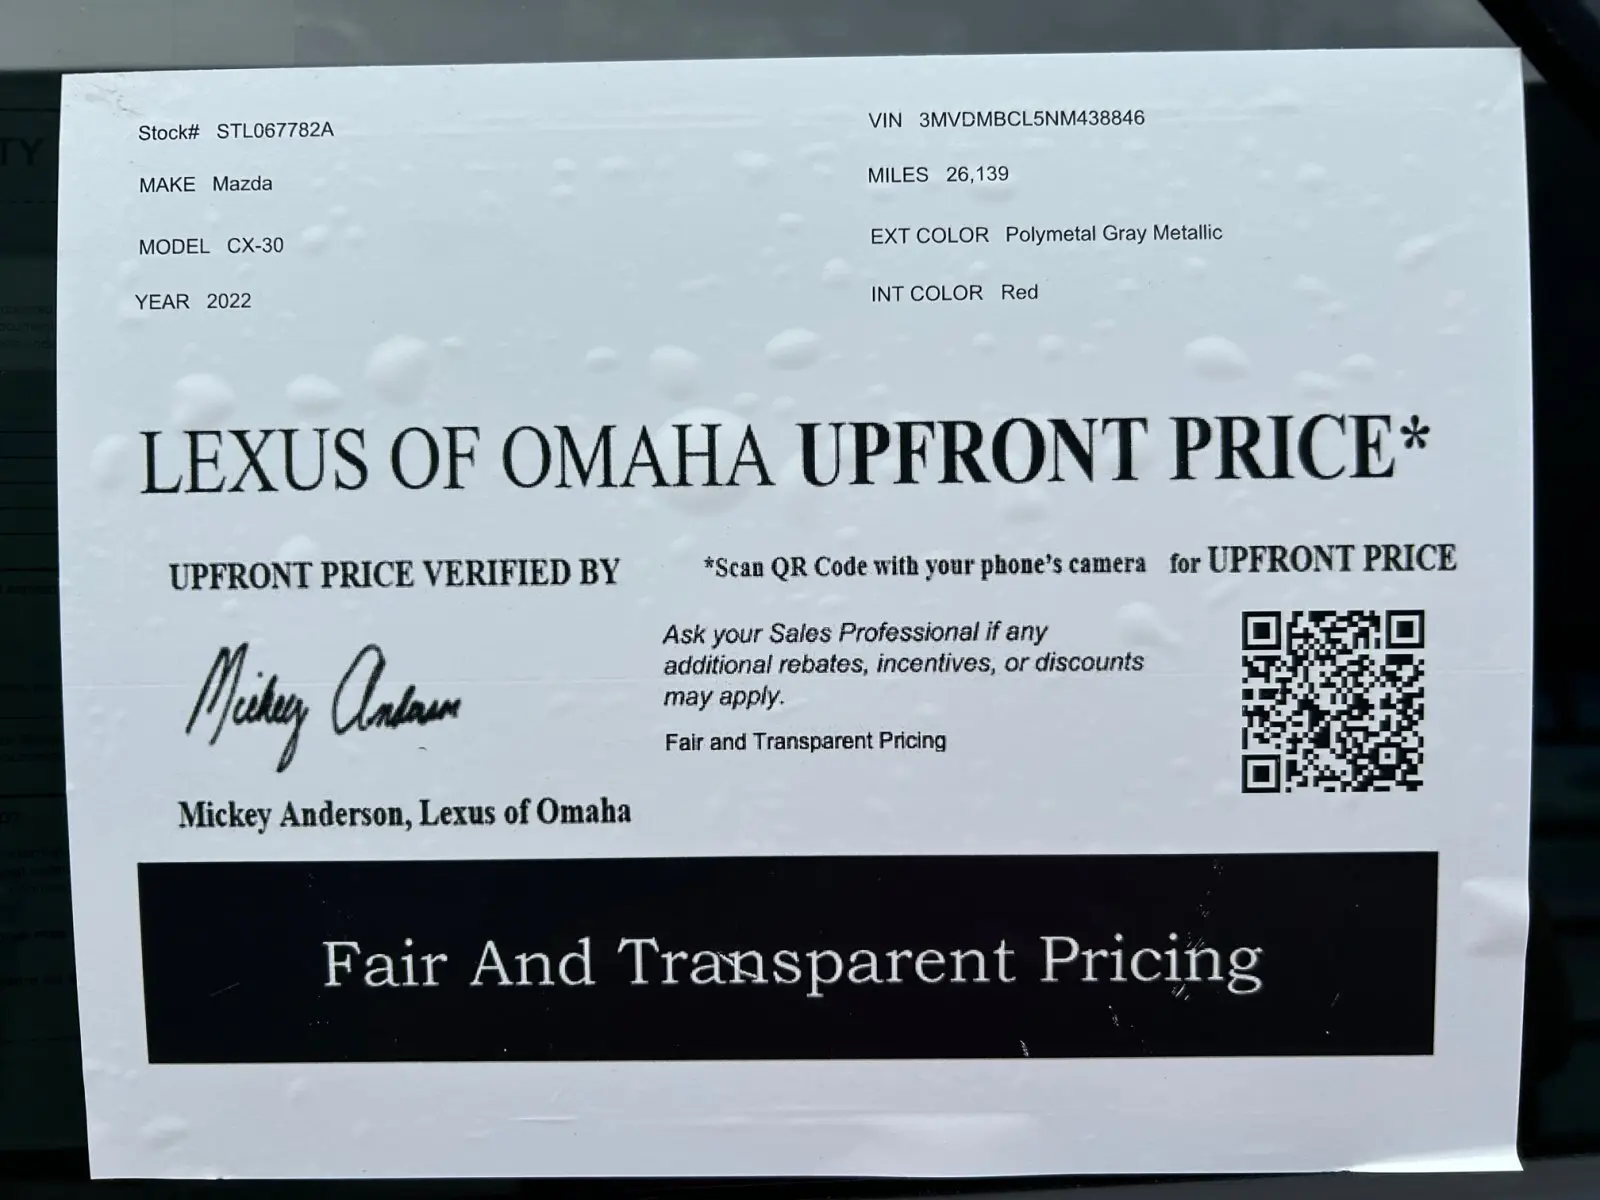 Stock# STL067782A
VIN 3MVDMBCL5NM438846
MAKE Mazda
MILES 26,139
MODEL CX-30
EXT COLOR Polymetal Gray Metallic
YEAR 2022
INT COLOR Red
LEXUS OF OMAHA UPFRONT PRICE*
UPFRONT PRICE VERIFIED BY
*Scan QR Code with your phone's camera for UPFRONT PRICE
Ask your Sales Professional if any
additional rebates, incentives, or discounts
may apply.
Fair and Transparent Pricing
Mickey Anderson
Mickey Anderson, Lexus of Omaha
Fair And Transparent Pricing